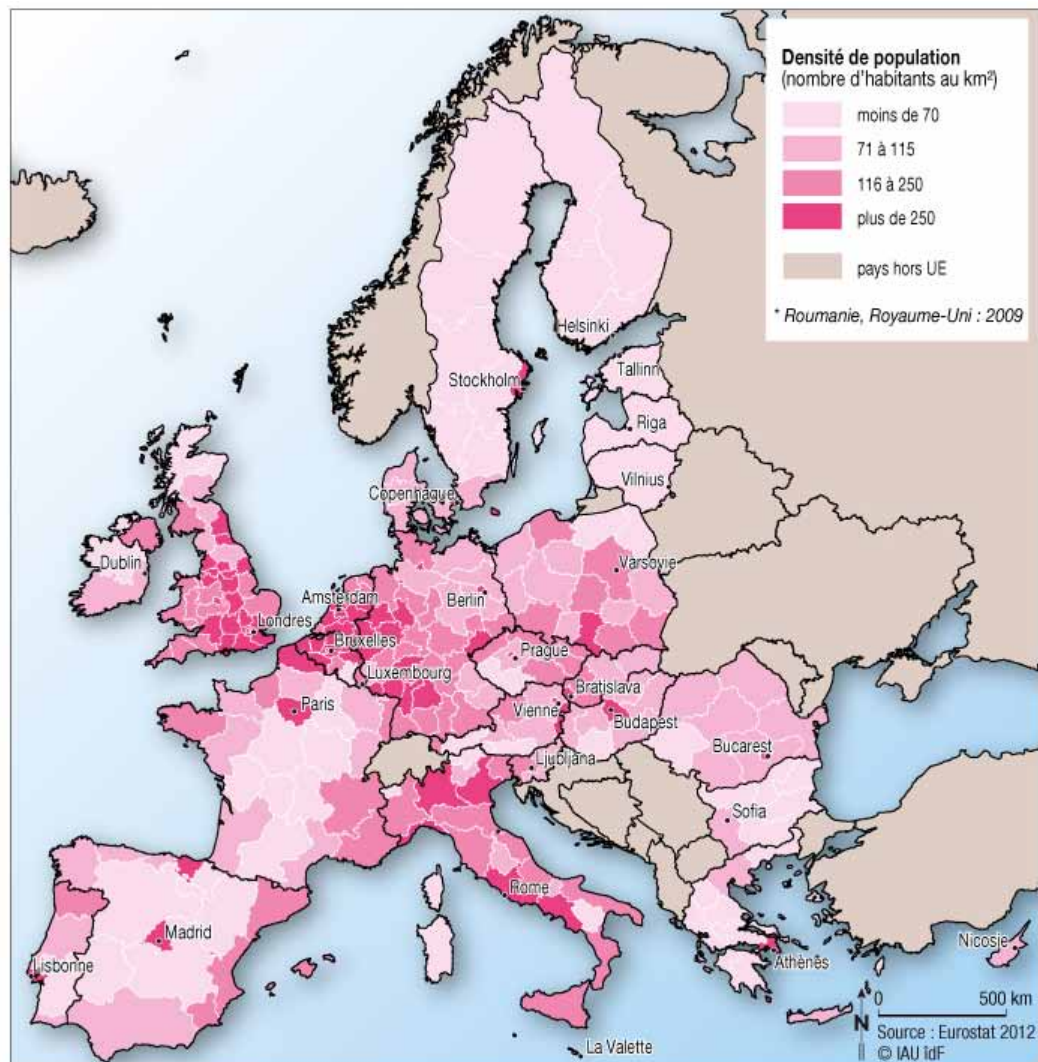 Densité de population
(nombre d'habitants au km²)
moins de 70
71 à 115
116 à 250
plus de 250
pays hors UE
* Roumanie, Royaume-Uni : 2009
Helsinki
Stockholm
Tallinn
Riga
Vilnius
Copenhague
Dublin
Varsovie
Amsterdam
Berlin
Londres
Bruxelles
Prague
Luxembourg
Bratislava
Paris
Vienne
Budapest
Ljubljana
Bucarest
Sofia
Rome
Madrid
Nicosie
Lisbonne
Athènes
La Valette
0 500 km
N
Source : Eurostat 2012
© IAU îdF